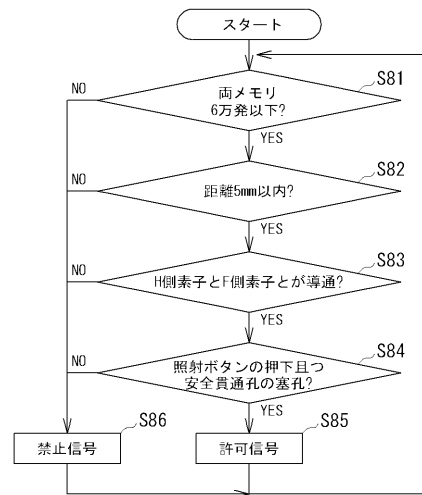 スタート
S81
両メモリ
6万発以下?
NO
YES
S82
距離5mm以内?
NO
YES
S83
H側素子とF側素子とが導通?
NO
YES
S84
照射ボタンの押下且つ
安全貫通孔の塞孔?
NO
YES
S86
禁止信号
S85
許可信号